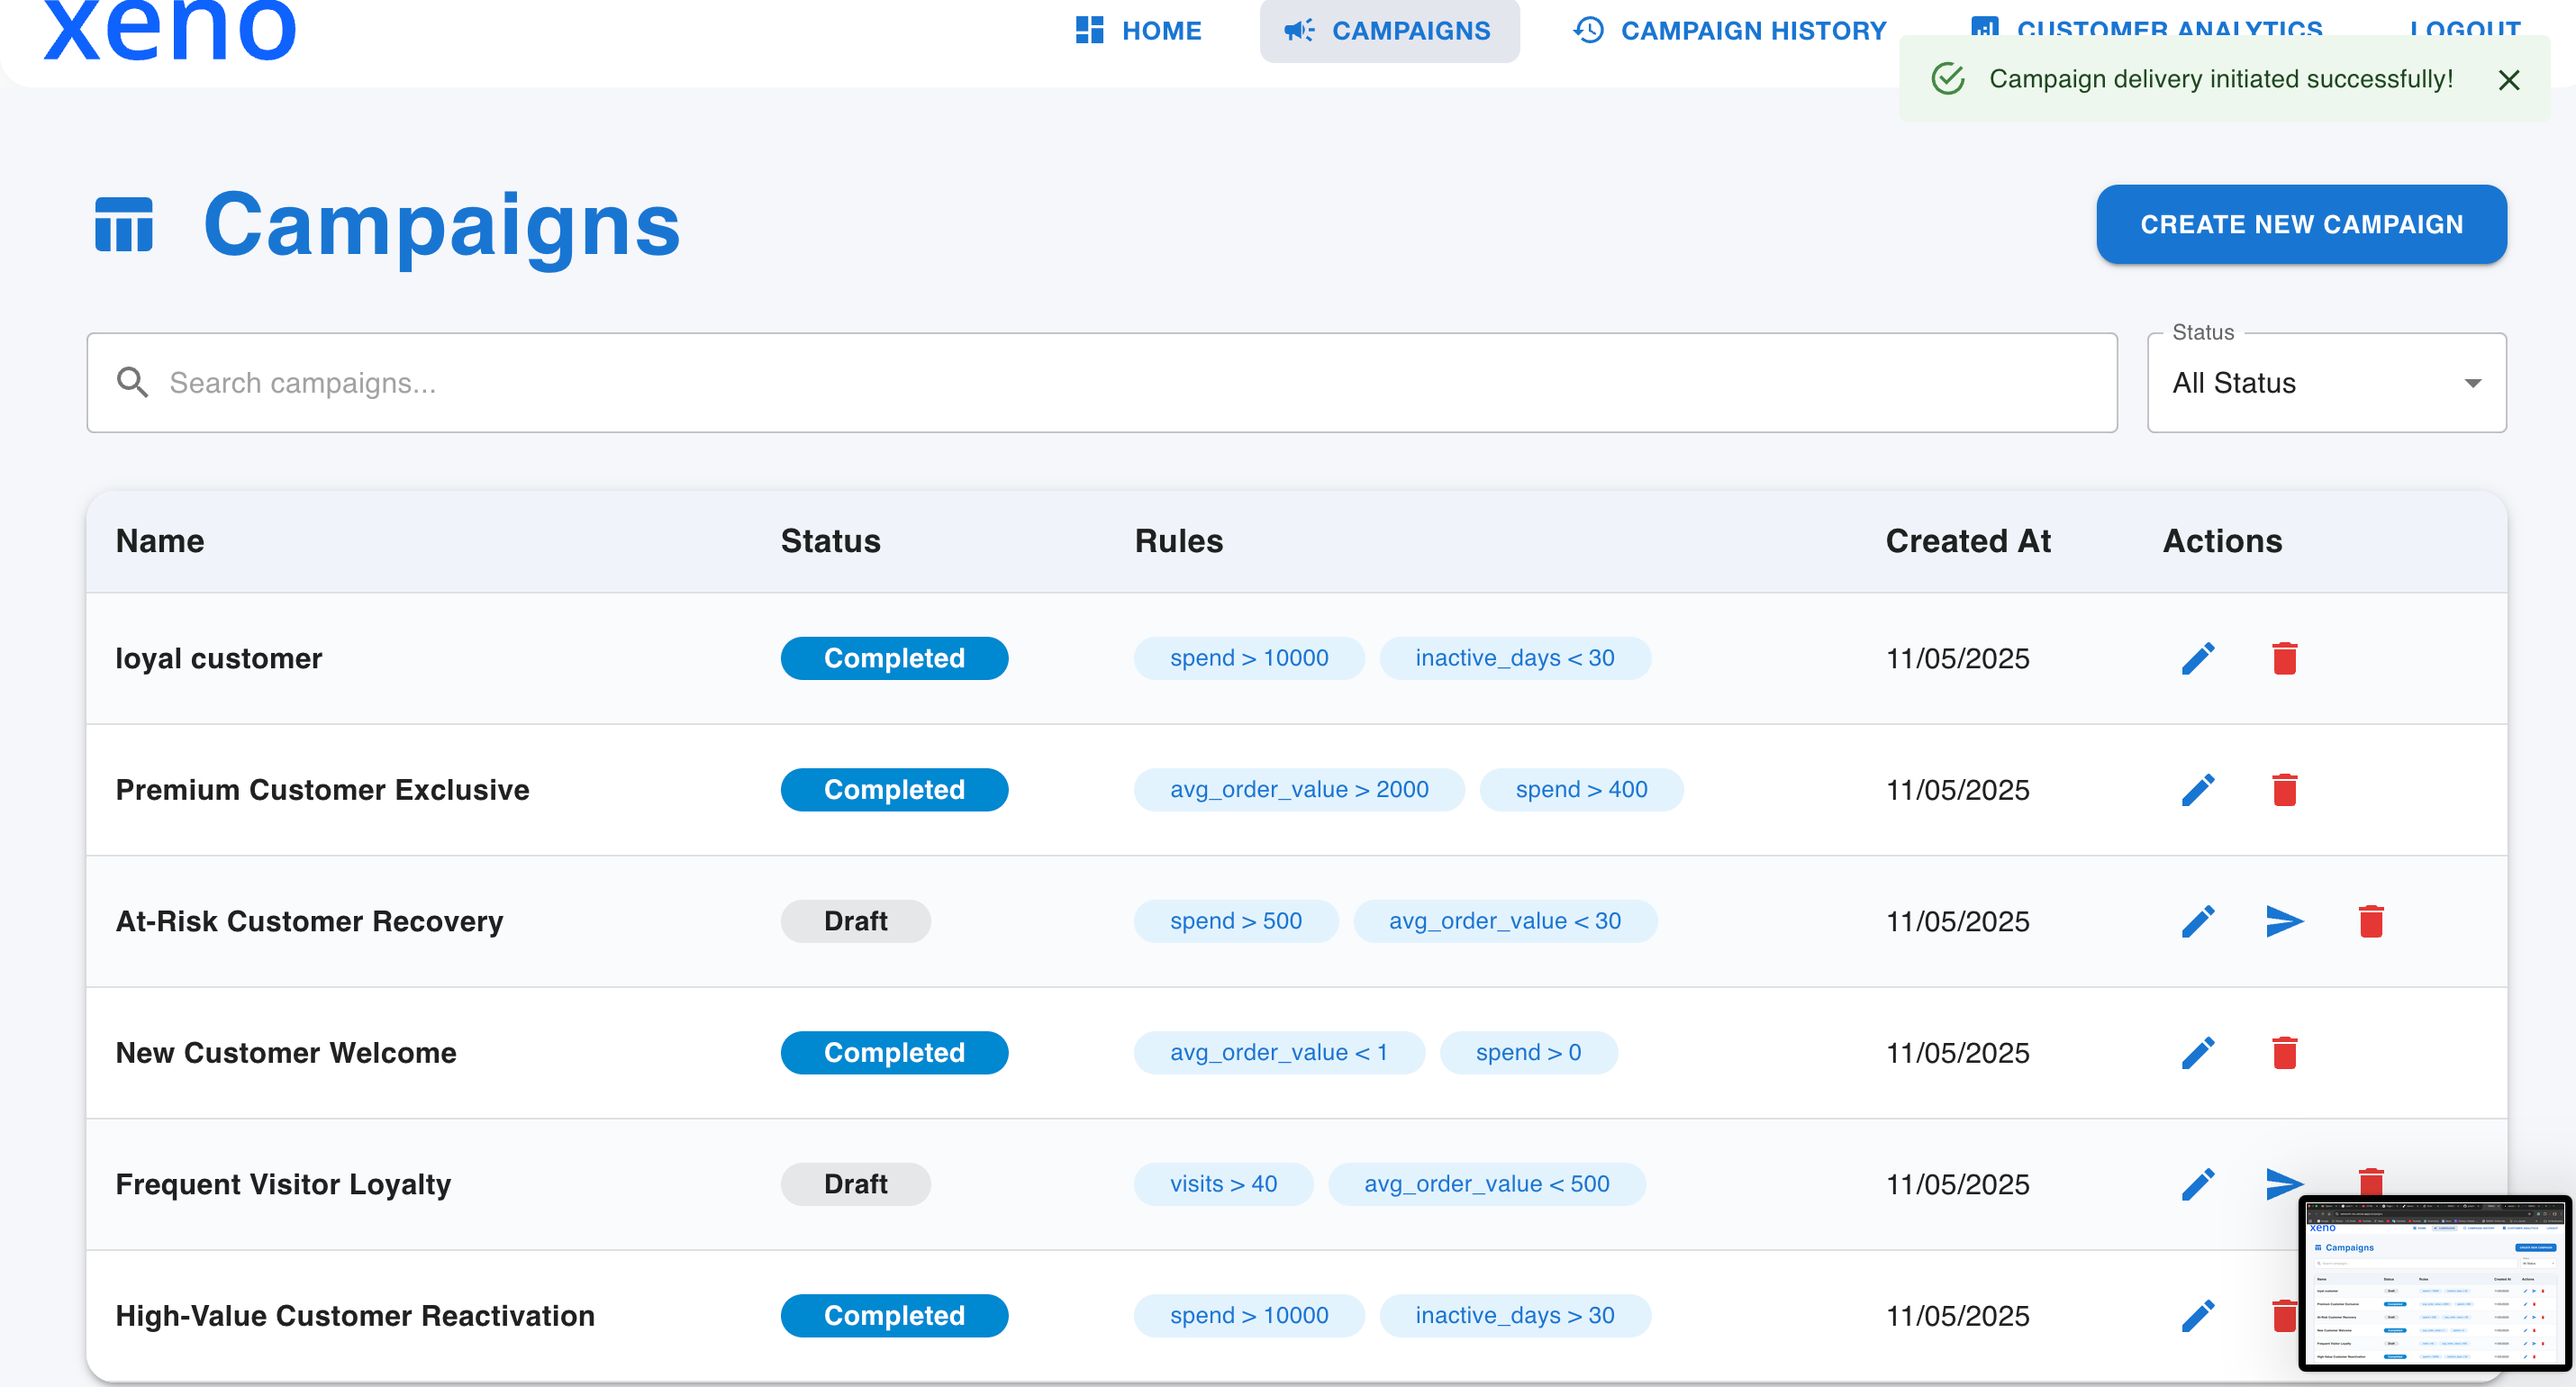 xeno
HOME CAMPAIGNS CAMPAIGN HISTORY CUSTOMER ANALYTICS LOGOUT
Campaign delivery initiated successfully!
Campaigns
CREATE NEW CAMPAIGN
Search campaigns...
Status
All Status
Name Status Rules Created At Actions
loyal customer Completed spend > 10000 inactive_days < 30 11/05/2025
Premium Customer Exclusive Completed avg_order_value > 2000 spend > 400 11/05/2025
At-Risk Customer Recovery Draft spend > 500 avg_order_value < 30 11/05/2025
New Customer Welcome Completed avg_order_value < 1 spend > 0 11/05/2025
Frequent Visitor Loyalty Draft visits > 40 avg_order_value < 500 11/05/2025
High-Value Customer Reactivation Completed spend > 10000 inactive_days > 30 11/05/2025
xeno
Campaigns